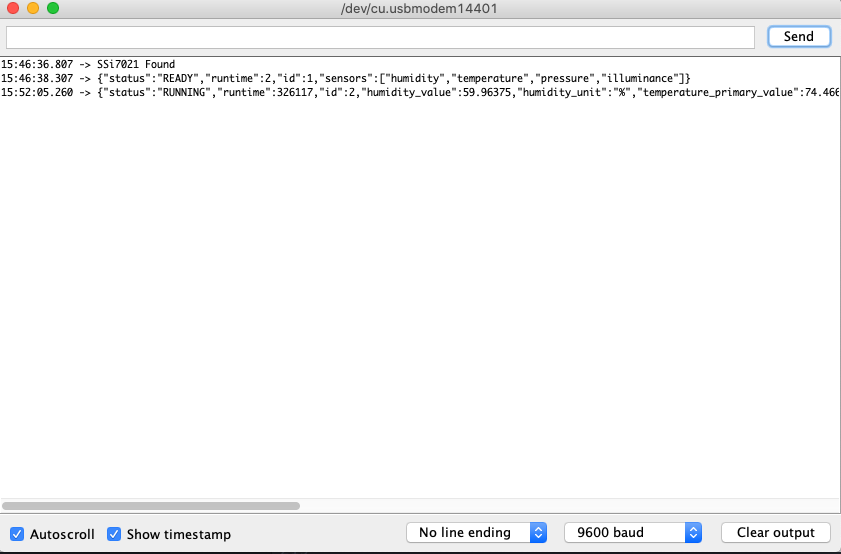 /dev/cu.usbmodem14401
Send
15:46:36.807 -> SSi7021 Found
15:46:38.307 -> {"status":"READY","runtime":2,"id":1,"sensors":["humidity","temperature","pressure","illuminance"]}
15:52:05.260 -> {"status":"RUNNING","runtime":326117,"id":2,"humidity_value":59.96375,"humidity_unit":"%","temperature_primary_value":74.466
Autoscroll Show timestamp No line ending 9600 baud Clear output